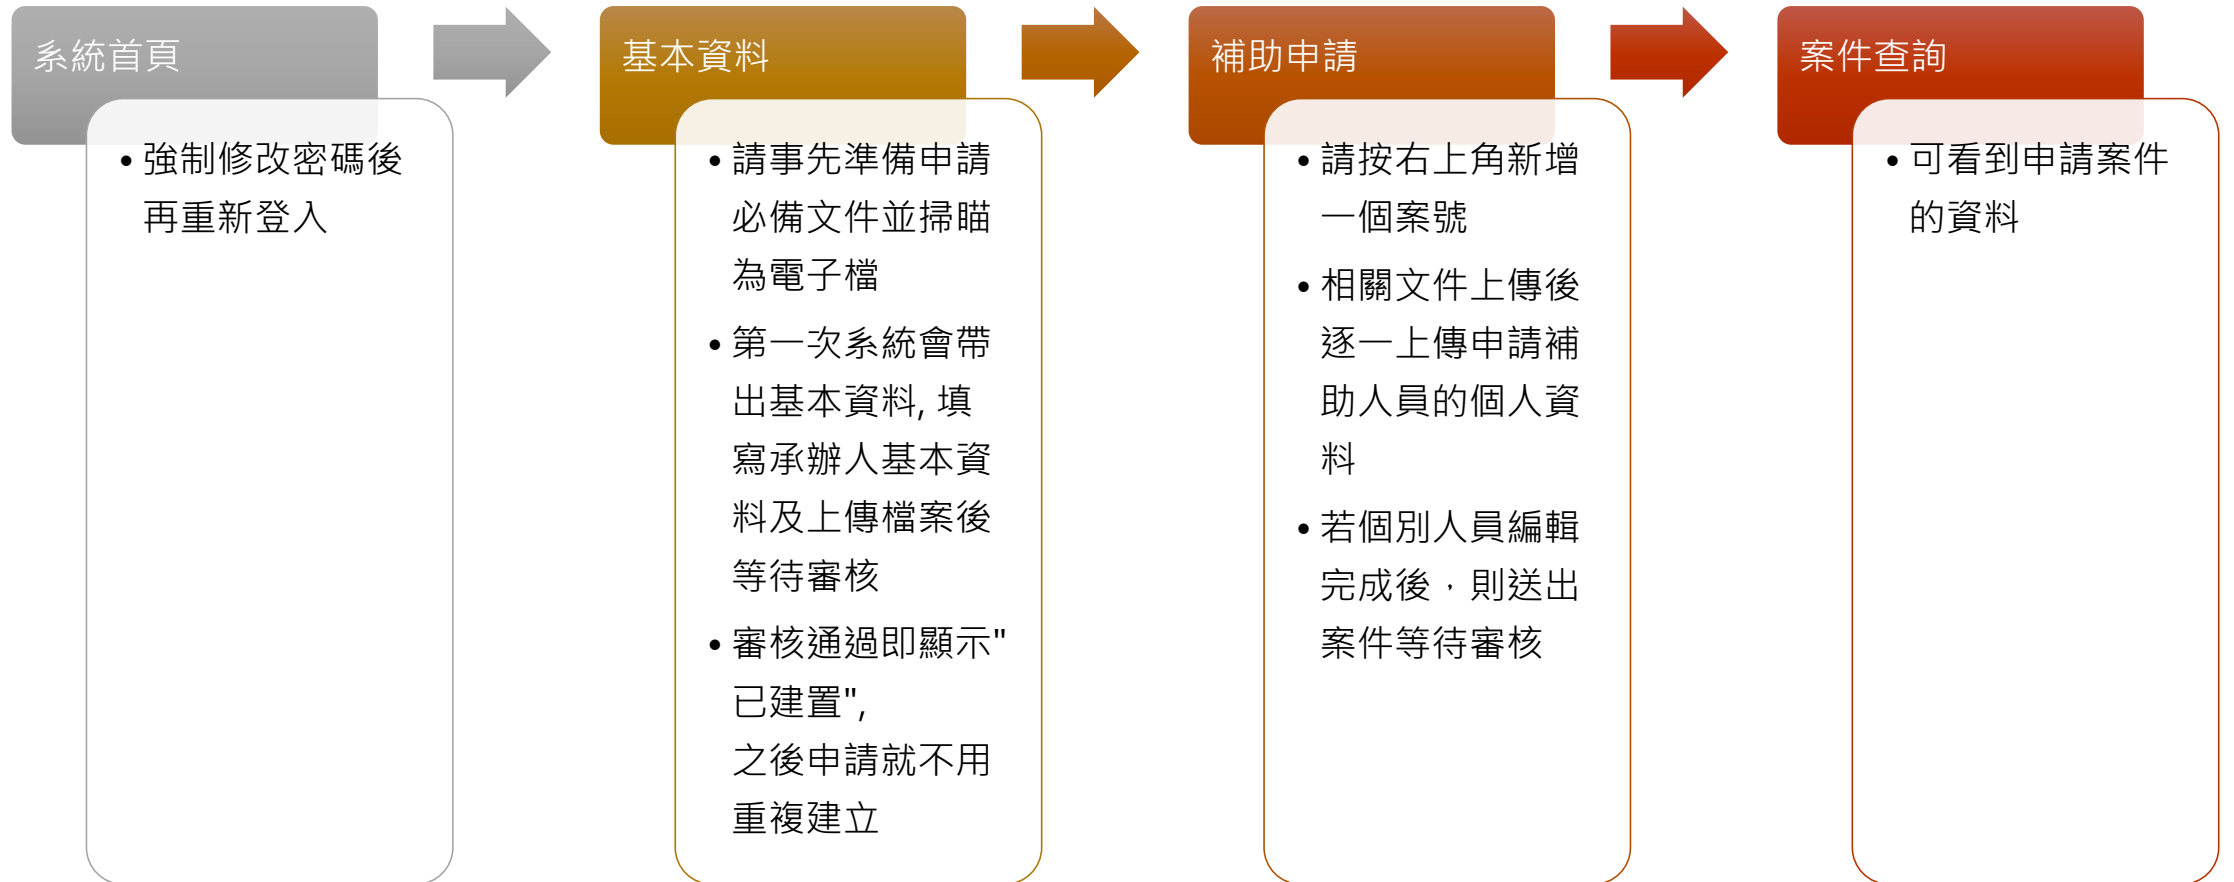 系統首頁
• 強制修改密碼後
再重新登入
基本資料
• 請事先準備申請
必備文件並掃瞄
為電子檔
• 第一次系統會帶
出基本資料, 填
寫承辦人基本資
料及上傳檔案後
等待審核
• 審核通過即顯示"
已建置",
之後申請就不用
重複建立
補助申請
• 請按右上角新增
一個案號
• 相關文件上傳後
逐一上傳申請補
助人員的個人資
料
• 若個別人員編輯
完成後，則送出
案件等待審核
案件查詢
• 可看到申請案件
的資料